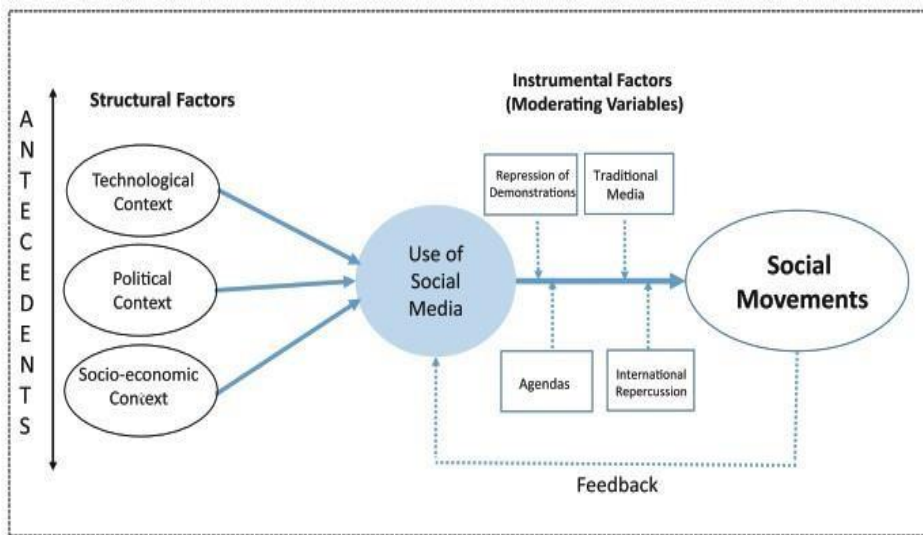 ANTECEDENTS
Structural Factors
Technological
Context
Political
Context
Socio-economic
Context
Use of
Social
Media
Instrumental Factors
(Moderating Variables)
Repression of
Demonstrations
Traditional
Media
Agendas
International
Repercussion
Social
Movements
Feedback